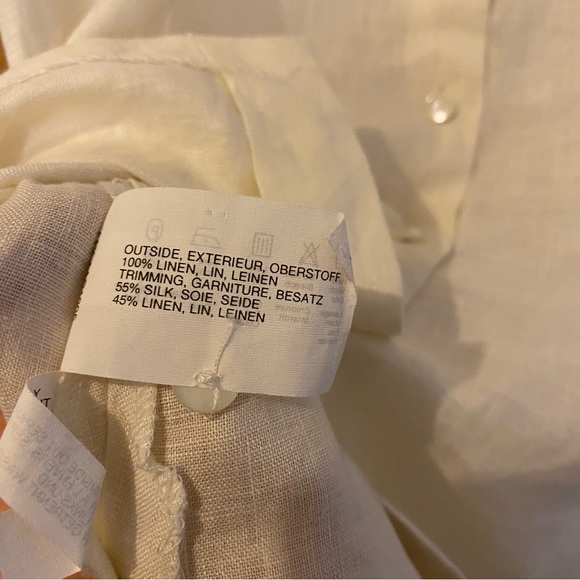 OUTSIDE, EXTERIEUR, OBERSTOFF
100% LINEN, LIN, LEINEN
TRIMMING, GARNITURE, BESATZ
55% SILK, SOIE, SEIDE
45% LINEN, LIN, LEINEN